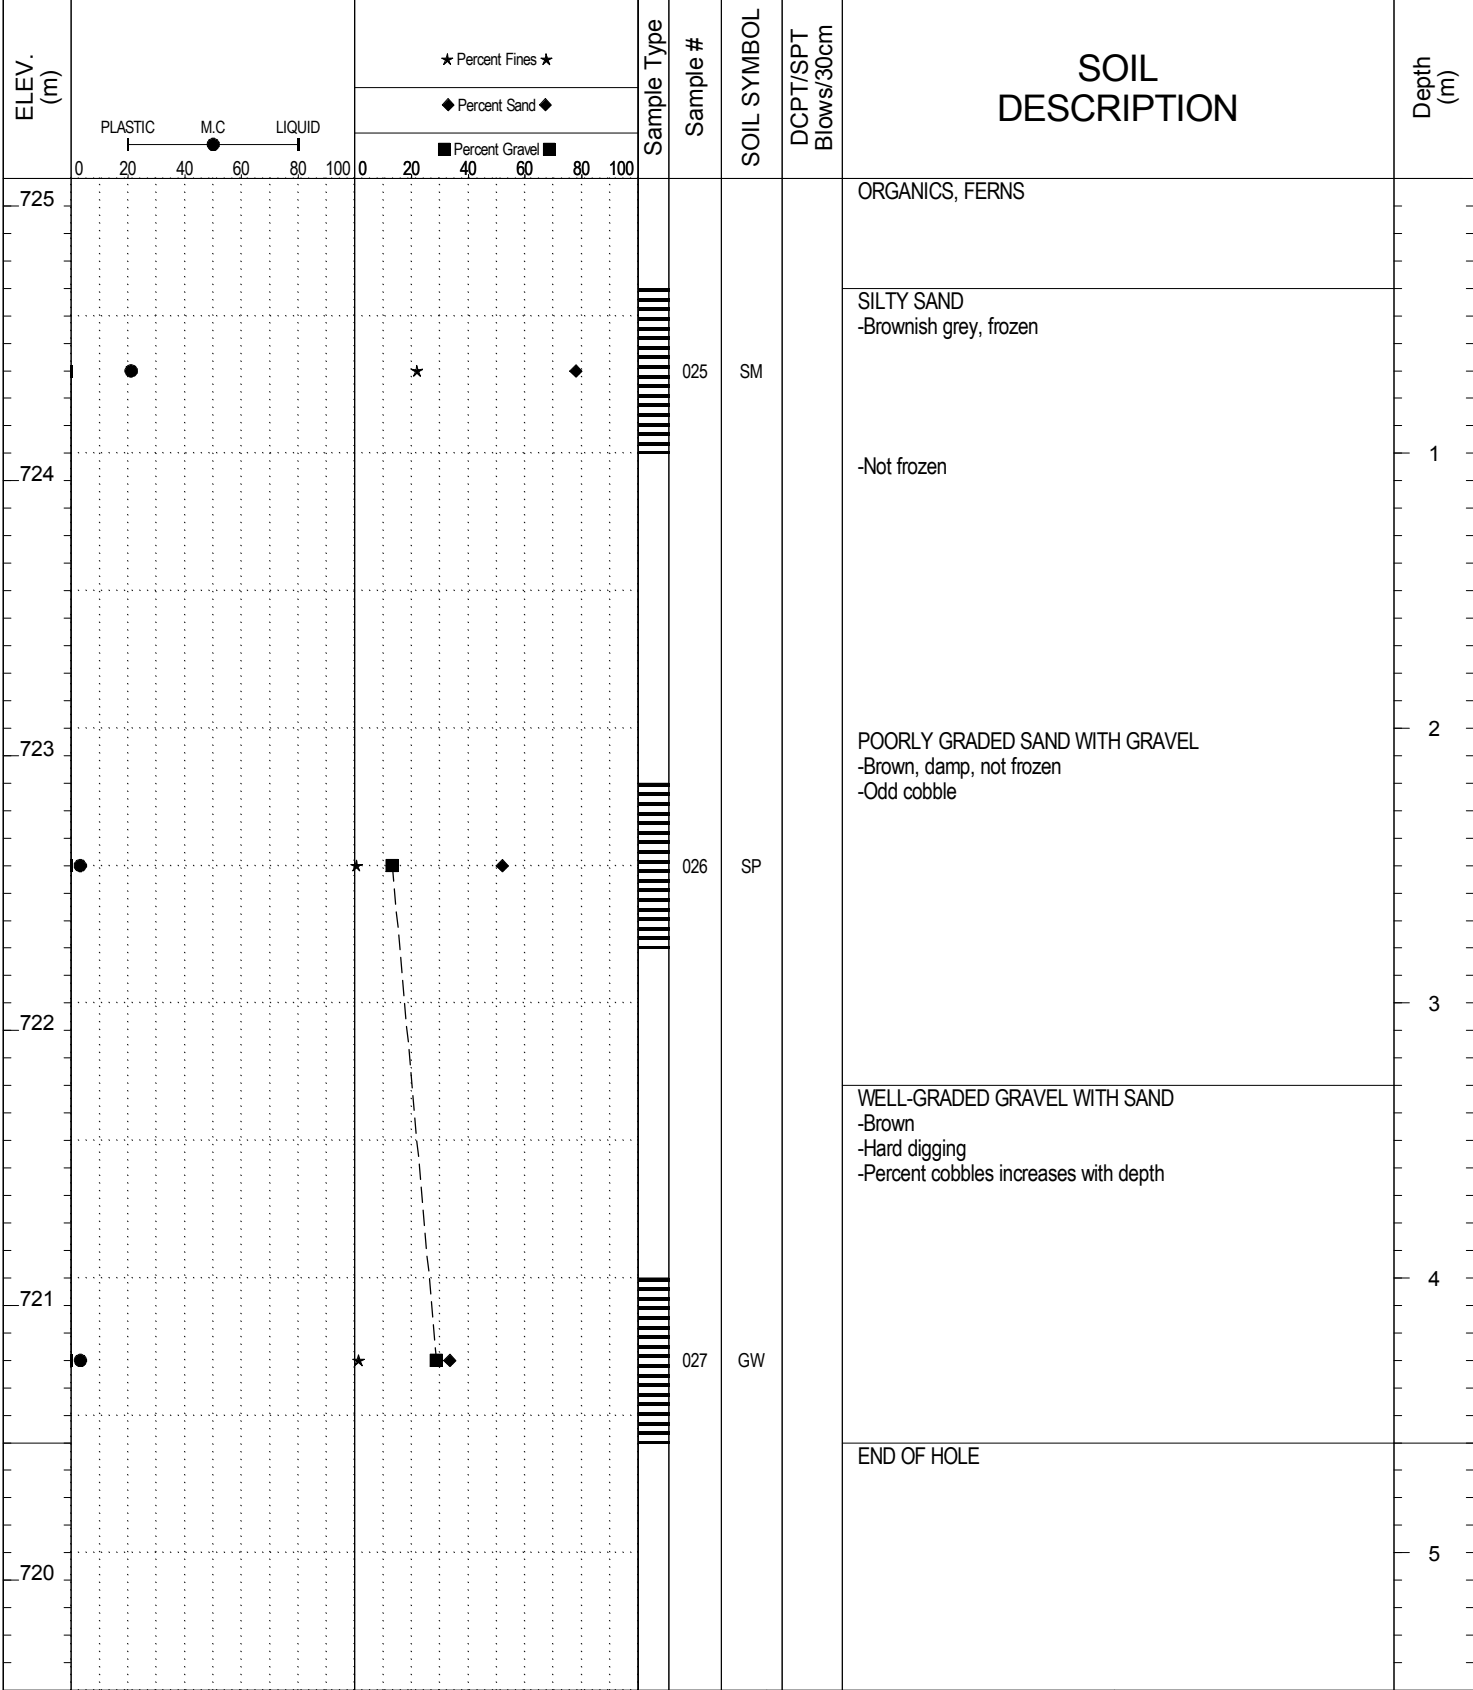 ELEV.
(m)
PLASTIC M.C LIQUID
0 20 40 60 80 100
★ Percent Fines ★
◆ Percent Sand ◆
■ Percent Gravel ■
0 20 40 60 80 100
Sample Type
Sample #
SOIL SYMBOL
DCPT/SPT
Blows/30cm
SOIL
DESCRIPTION
Depth
(m)
725
ORGANICS, FERNS
SILTY SAND
-Brownish grey, frozen
025 SM
724
-Not frozen
1
723
POORLY GRADED SAND WITH GRAVEL
-Brown, damp, not frozen
-Odd cobble
2
026 SP
722
3
WELL-GRADED GRAVEL WITH SAND
-Brown
-Hard digging
-Percent cobbles increases with depth
721
4
027 GW
END OF HOLE
720
5